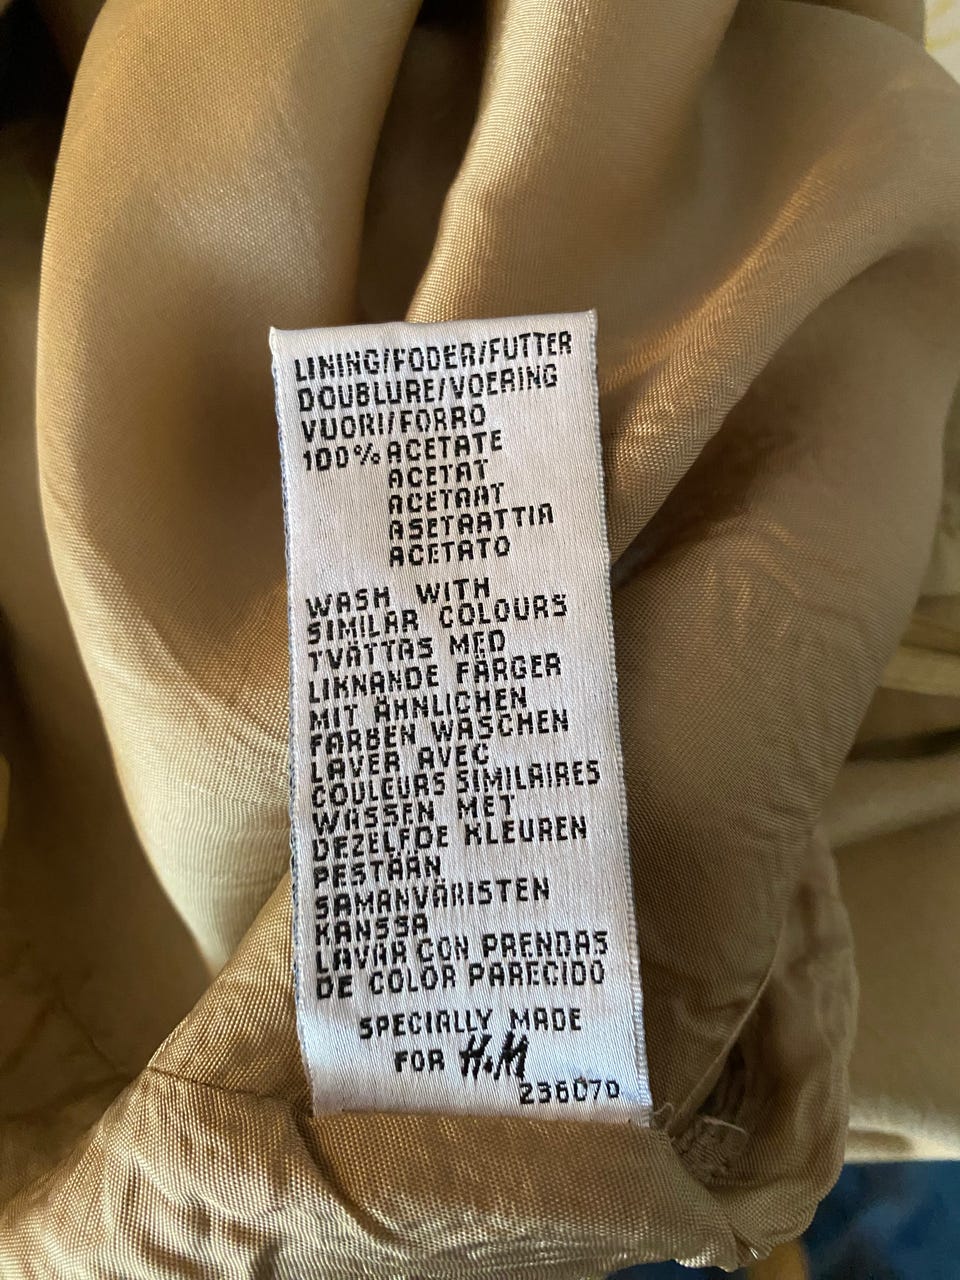 LINING/FODER/FUTTER
DOUBLURE/VOERING
VUORI/FORRO
100% ACETATE
ACETAT
ACETAAT
ASETAATTIA
ACETATO
WASH WITH
SIMILAR COLOURS
TVÄTTAS MED
LIKNANDE FÄRGER
MIT ÄHNLICHEN
FARBEN WASCHEN
LAVER AVEC
COULEURS SIMILAIRES
WASSEN MET
DEZELFDE KLEUREN
PESTÄÄN
SAMANVÄRISTEN
KANSSA
LAVAR CON PRENDAS
DE COLOR PARECIDO
SPECIALLY MADE
FOR H&M
236070